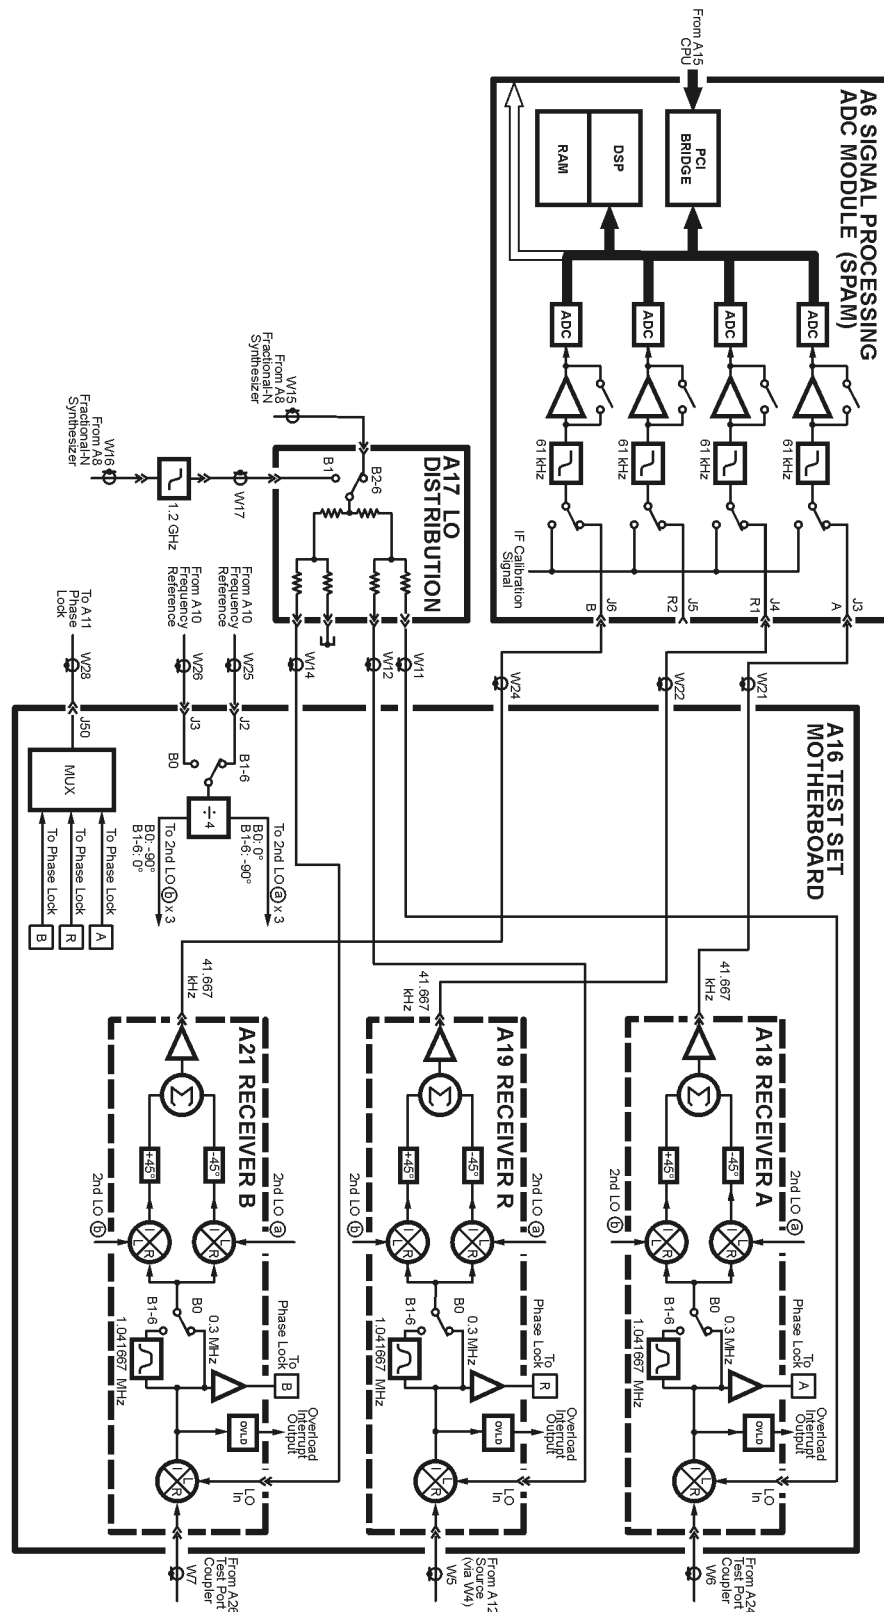 A6 SIGNAL PROCESSING
ADC MODULE (SPAM)
From A15
CPU
PCI
BRIDGE
DSP
RAM
ADC
ADC
ADC
ADC
61 kHz
61 kHz
61 kHz
61 kHz
IF Calibration
Signal
J3
A
J4
R1
J5
R2
J6
B
W21
W22
W24
A17 LO
DISTRIBUTION
W15
From A8
Fractional-N
Synthesizer
B2-6
B1
W16
From A8
Fractional-N
Synthesizer
1.2 GHz
W17
W11
W12
W14
A16 TEST SET
MOTHERBOARD
From A10
Frequency
Reference
W25
J2
B1-6
From A10
Frequency
Reference
W26
J3
B0
÷4
To 2nd LO a x 3
B0: 0°
B1-6: -90°
To 2nd LO b x 3
B0: -90°
B1-6: 0°
To A11
Phase
Lock
W28
J50
MUX
To Phase Lock
A
To Phase Lock
R
To Phase Lock
B
41.667
kHz
A18 RECEIVER A
Σ
-45°
+45°
2nd LO a
2nd LO b
L
I
R
L
I
R
B0
0.3 MHz
B1-6
1.041667 MHz
To
Phase Lock
A
OVLD
Overload
Interrupt
Output
L
I
R
LO
In
W6
From A24
Test Port
Coupler
41.667
kHz
A19 RECEIVER R
Σ
-45°
+45°
2nd LO a
2nd LO b
L
I
R
L
I
R
B0
0.3 MHz
B1-6
1.041667 MHz
To
Phase Lock
R
OVLD
Overload
Interrupt
Output
L
I
R
LO
In
W5
From A12
Source
(via W4)
41.667
kHz
A21 RECEIVER B
Σ
-45°
+45°
2nd LO a
2nd LO b
L
I
R
L
I
R
B0
0.3 MHz
B1-6
1.041667 MHz
To
Phase Lock
B
OVLD
Overload
Interrupt
Output
L
I
R
LO
In
W7
From A26
Test Port
Coupler